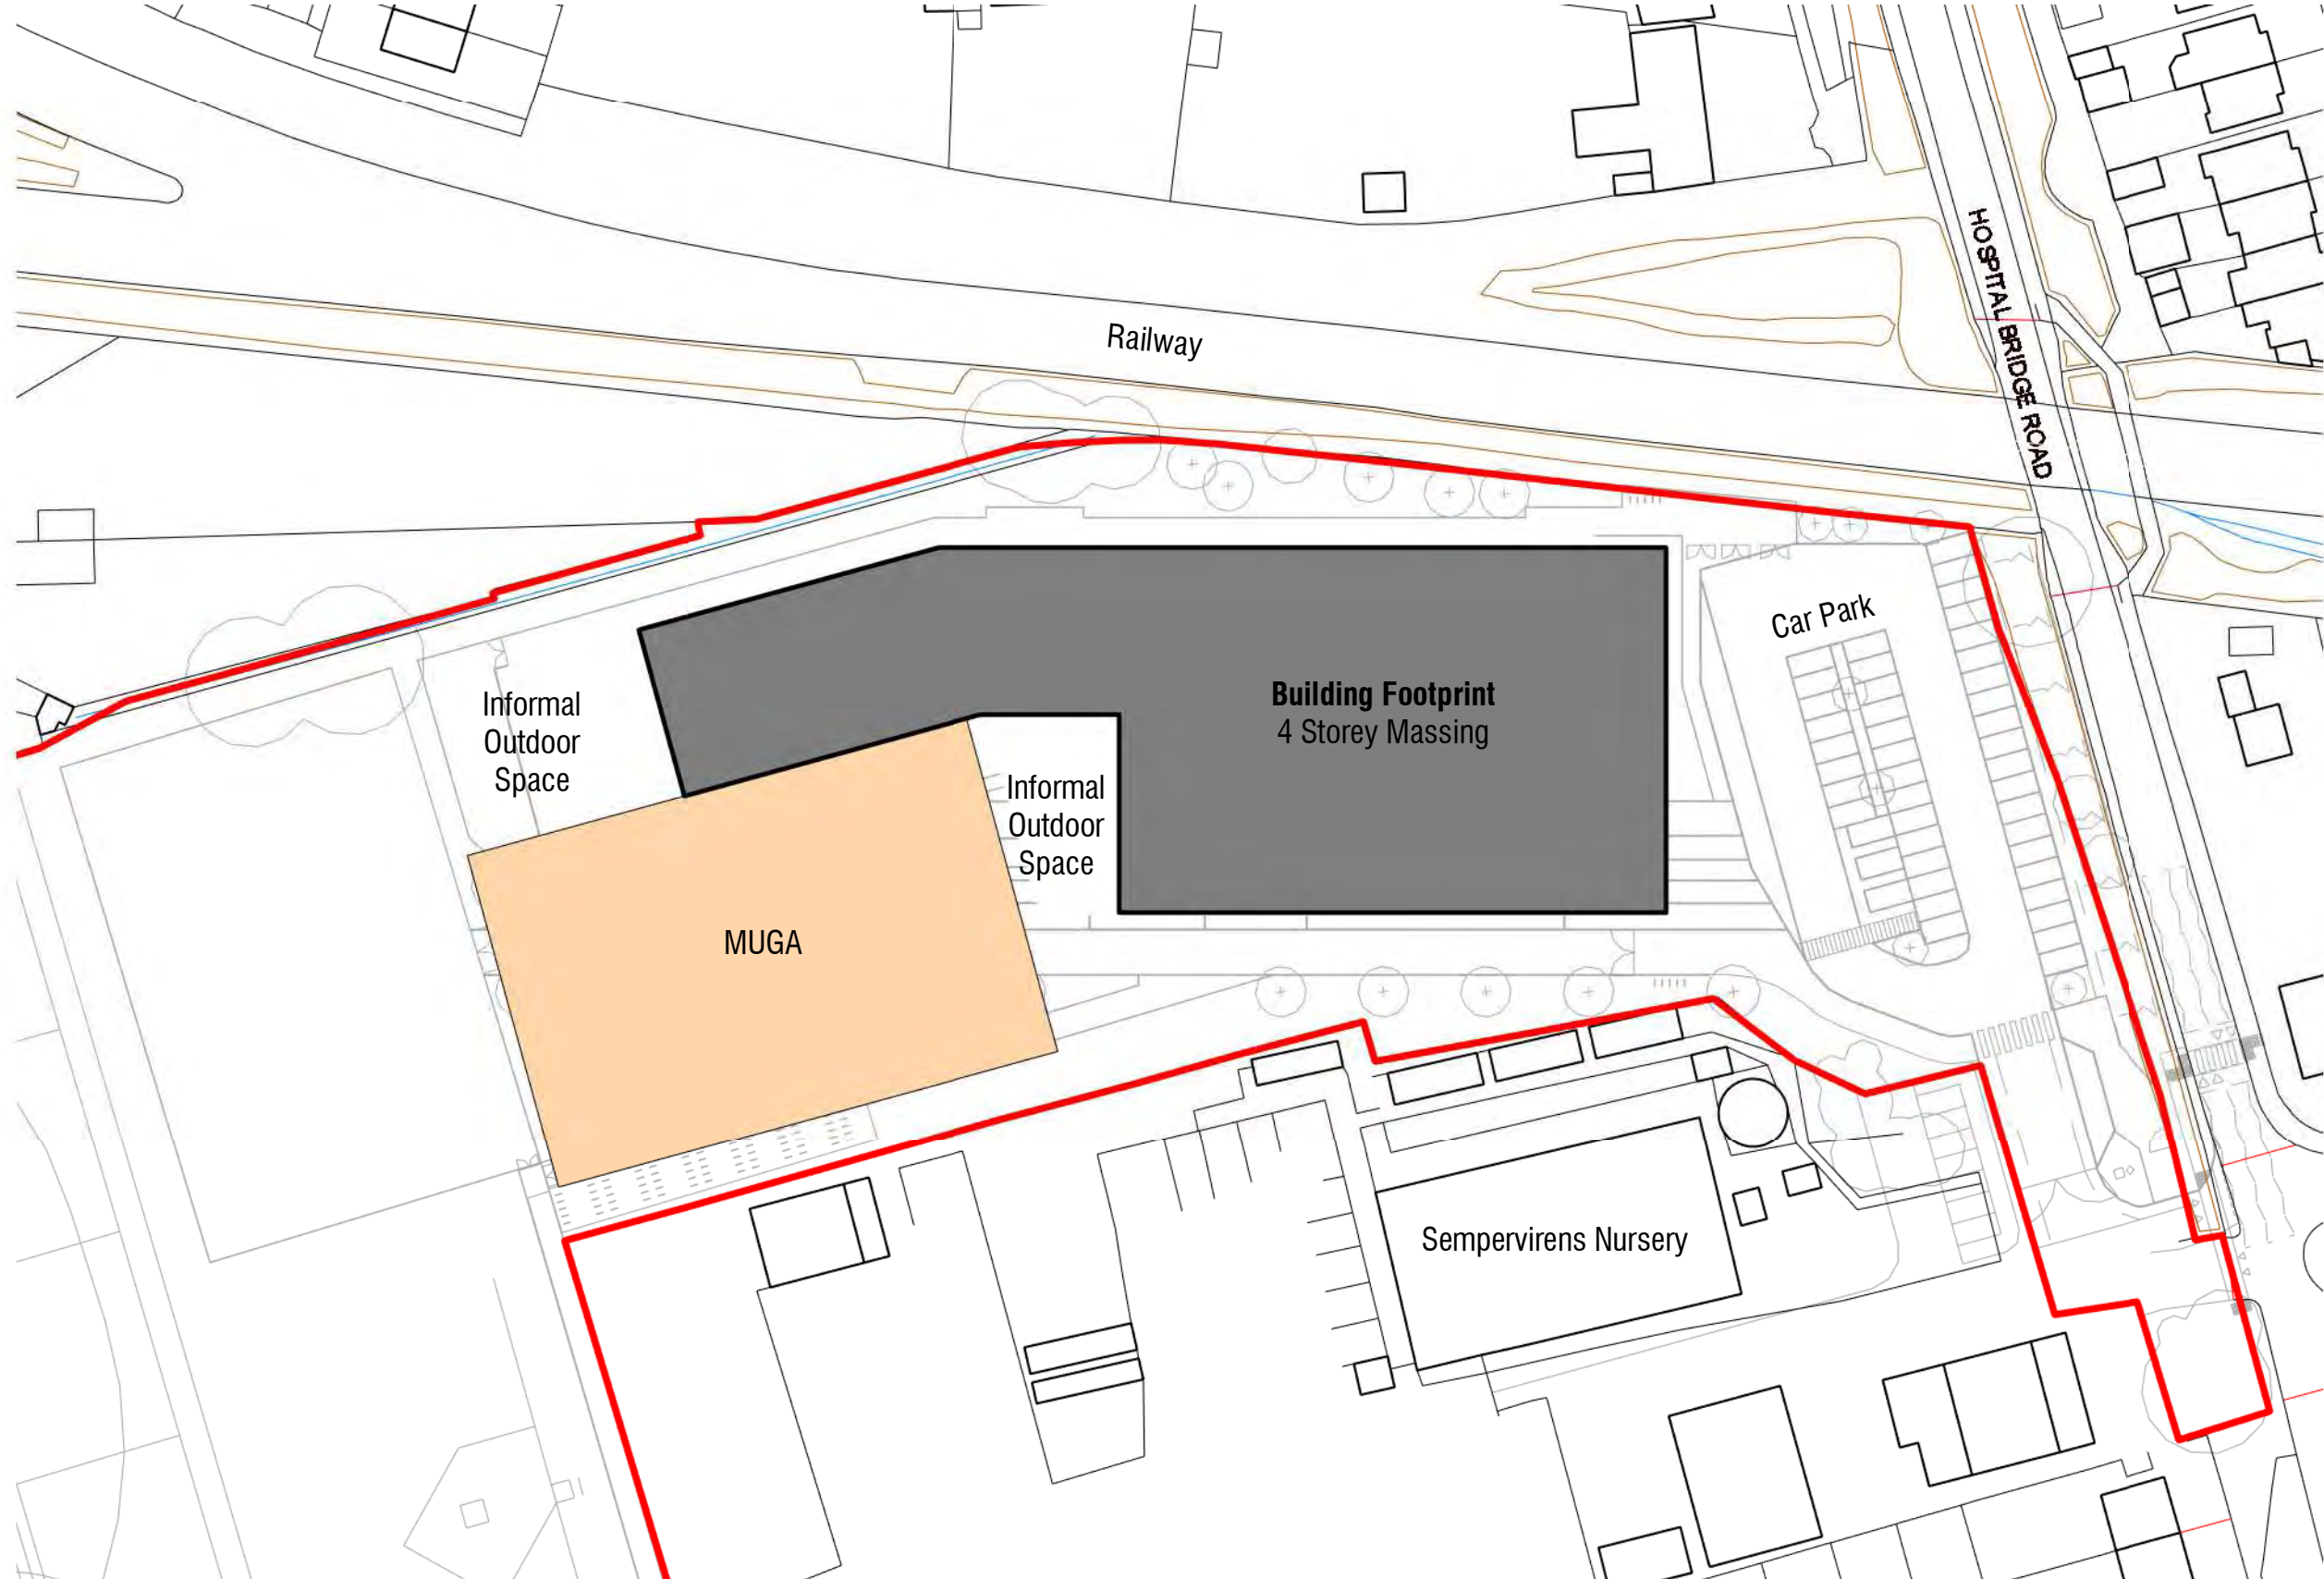 HOSPITAL BRIDGE ROAD
Railway
Car Park
Informal
Outdoor
Space
Building Footprint
4 Storey Massing
Informal
Outdoor
Space
MUGA
Sempervirens Nursery